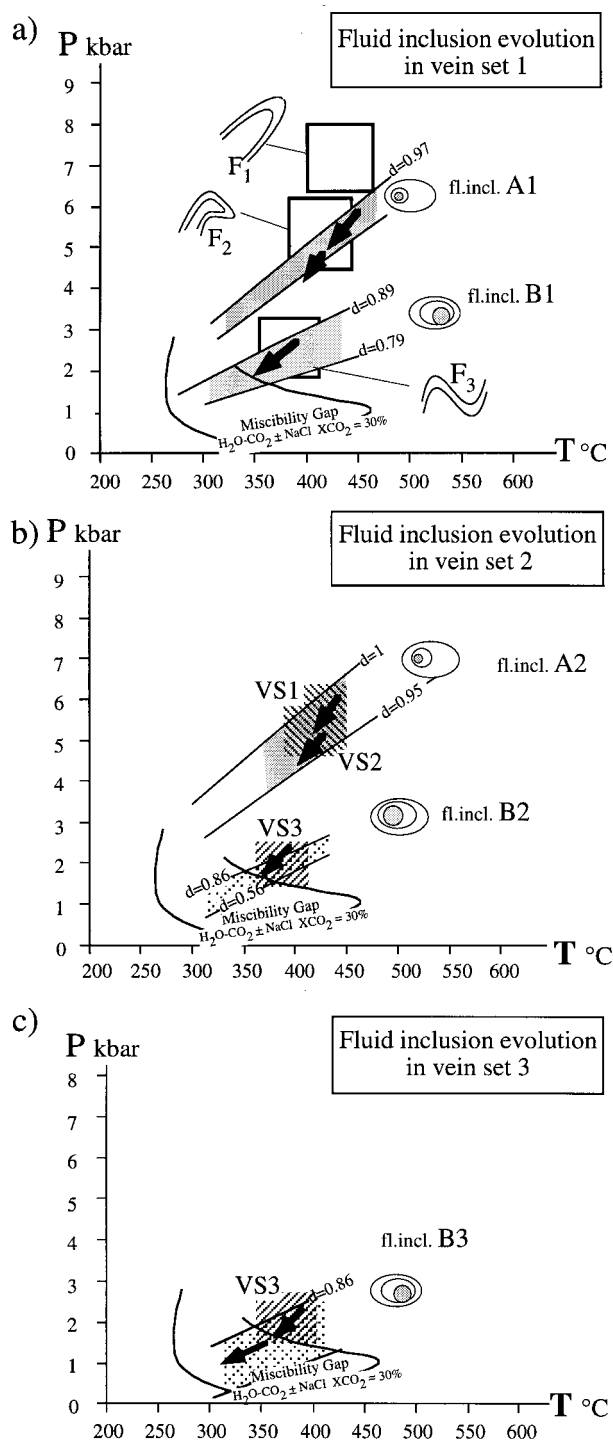 a)
P kbar
Fluid inclusion evolution
in vein set 1
9
8
7
6
5
4
3
2
1
0
F1
F2
d=0.97
fl.incl. A1
d=0.89
fl.incl. B1
d=0.79
F3
Miscibility Gap
H2O-CO2 ± NaCl XCO2 = 30%
200 250 300 350 400 450 500 550 600
T °C
b) P kbar
Fluid inclusion evolution
in vein set 2
9
8
7
6
5
4
3
2
1
0
d=1
fl.incl. A2
VS1
d=0.95
VS2
fl.incl. B2
VS3
d=0.86
d=0.56
Miscibility Gap
H2O-CO2 ± NaCl XCO2 = 30%
200 250 300 350 400 450 500 550 600
T °C
c)
P kbar
Fluid inclusion evolution
in vein set 3
8
7
6
5
4
3
2
1
0
fl.incl. B3
VS3
d=0.86
Miscibility Gap
H2O-CO2 ± NaCl XCO2 = 30%
200 250 300 350 400 450 500 550 600
T °C